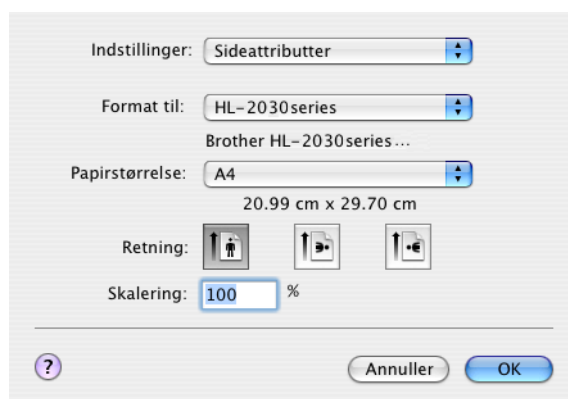 Indstillinger: Sideattributter
Format til: HL-2030series
Brother HL-2030series...
Papirstørrelse: A4
20.99 cm x 29.70 cm
Retning:
Skalering: 100 %
? Annuller OK